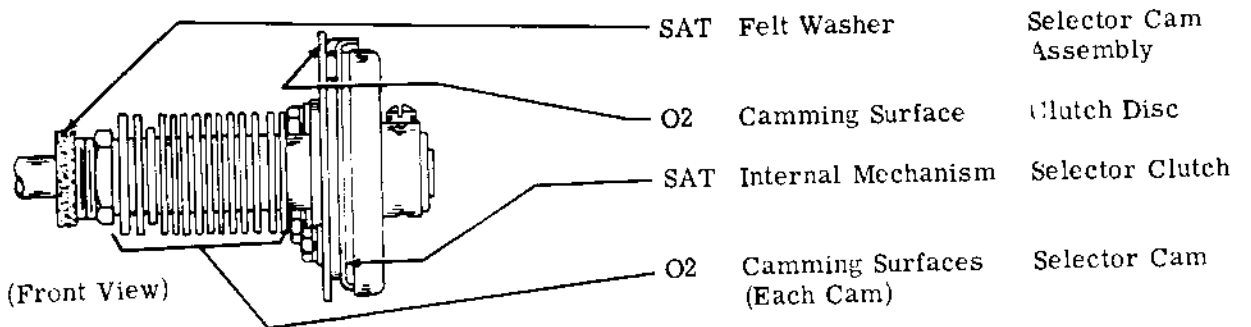 SAT Felt Washer Selector Cam
Assembly
O2 Camming Surface Clutch Disc
SAT Internal Mechanism Selector Clutch
O2 Camming Surfaces Selector Cam
(Front View) (Each Cam)